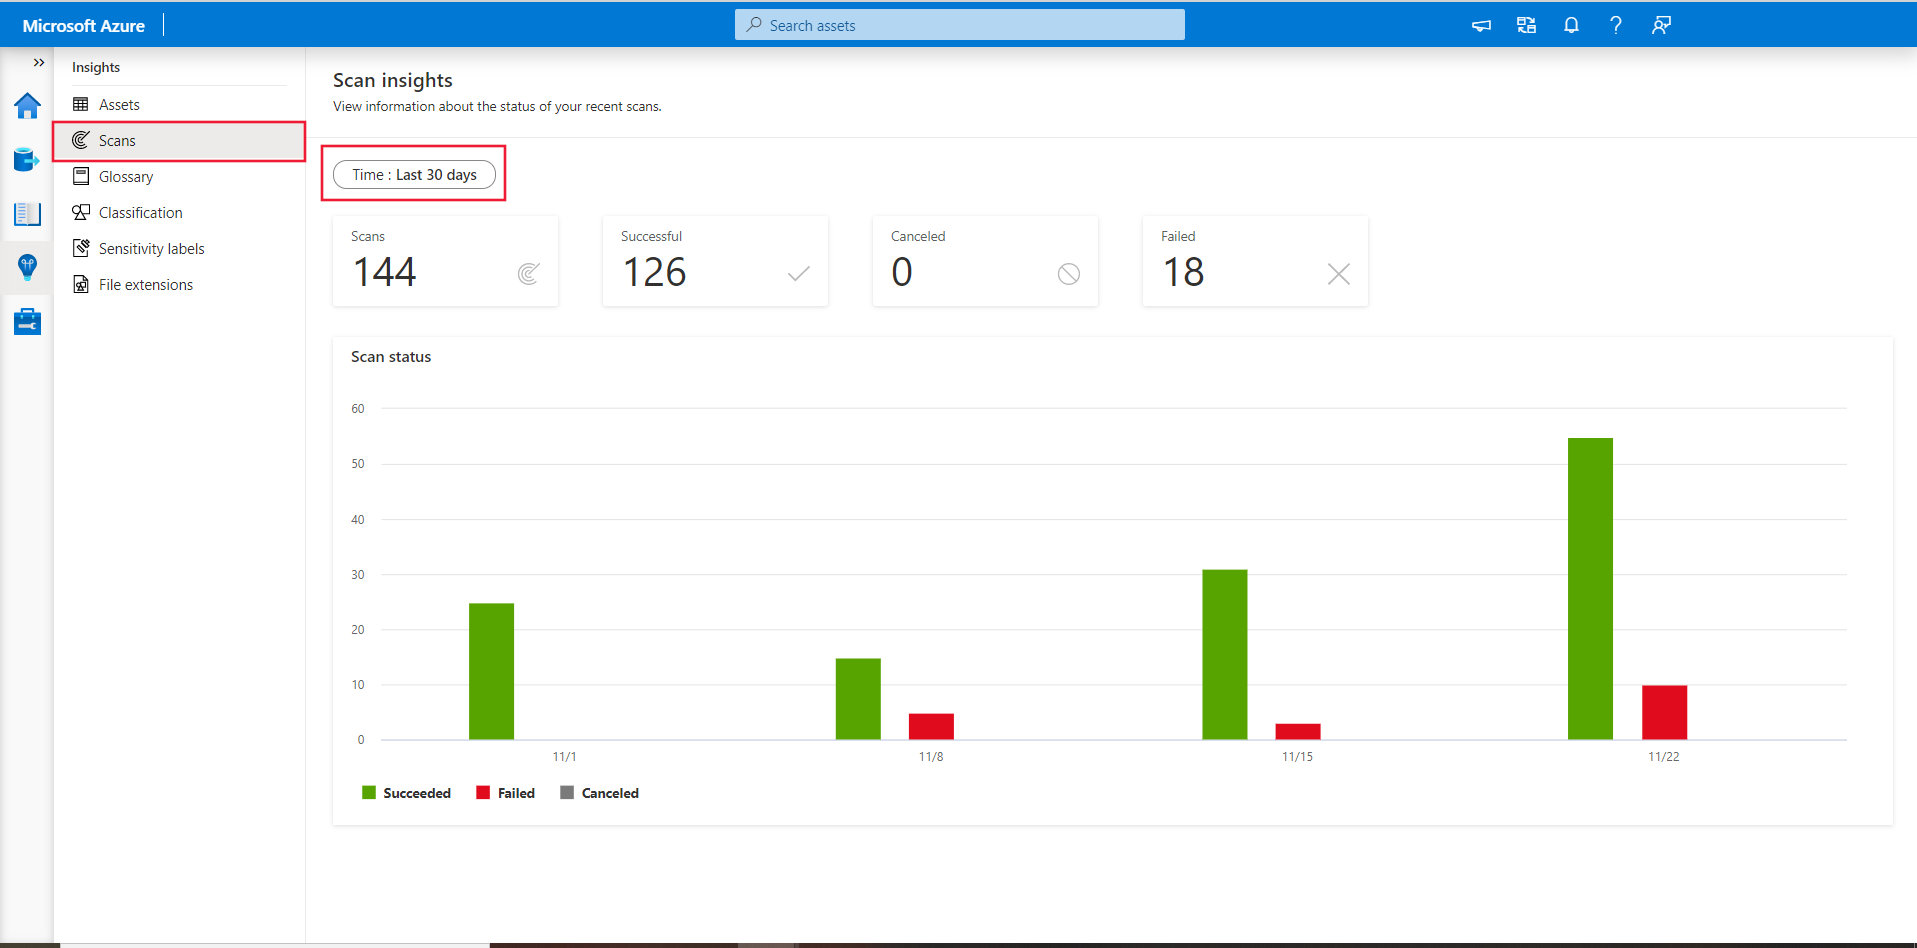 Microsoft Azure
Search assets
Insights
Assets
Scans
Glossary
Classification
Sensitivity labels
File extensions
Scan insights
View information about the status of your recent scans.
Time : Last 30 days
Scans
144
Successful
126
Canceled
0
Failed
18
Scan status
60
50
40
30
20
10
0
11/1
11/8
11/15
11/22
Succeeded
Failed
Canceled